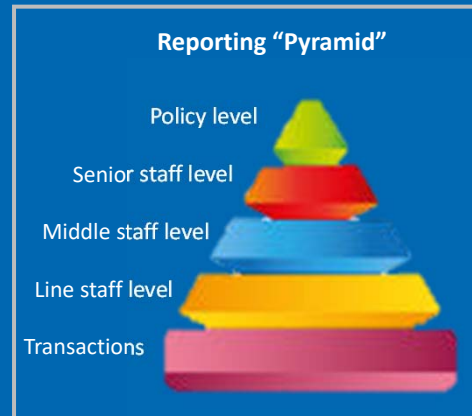 Reporting “Pyramid”
Policy level
Senior staff level
Middle staff level
Line staff level
Transactions